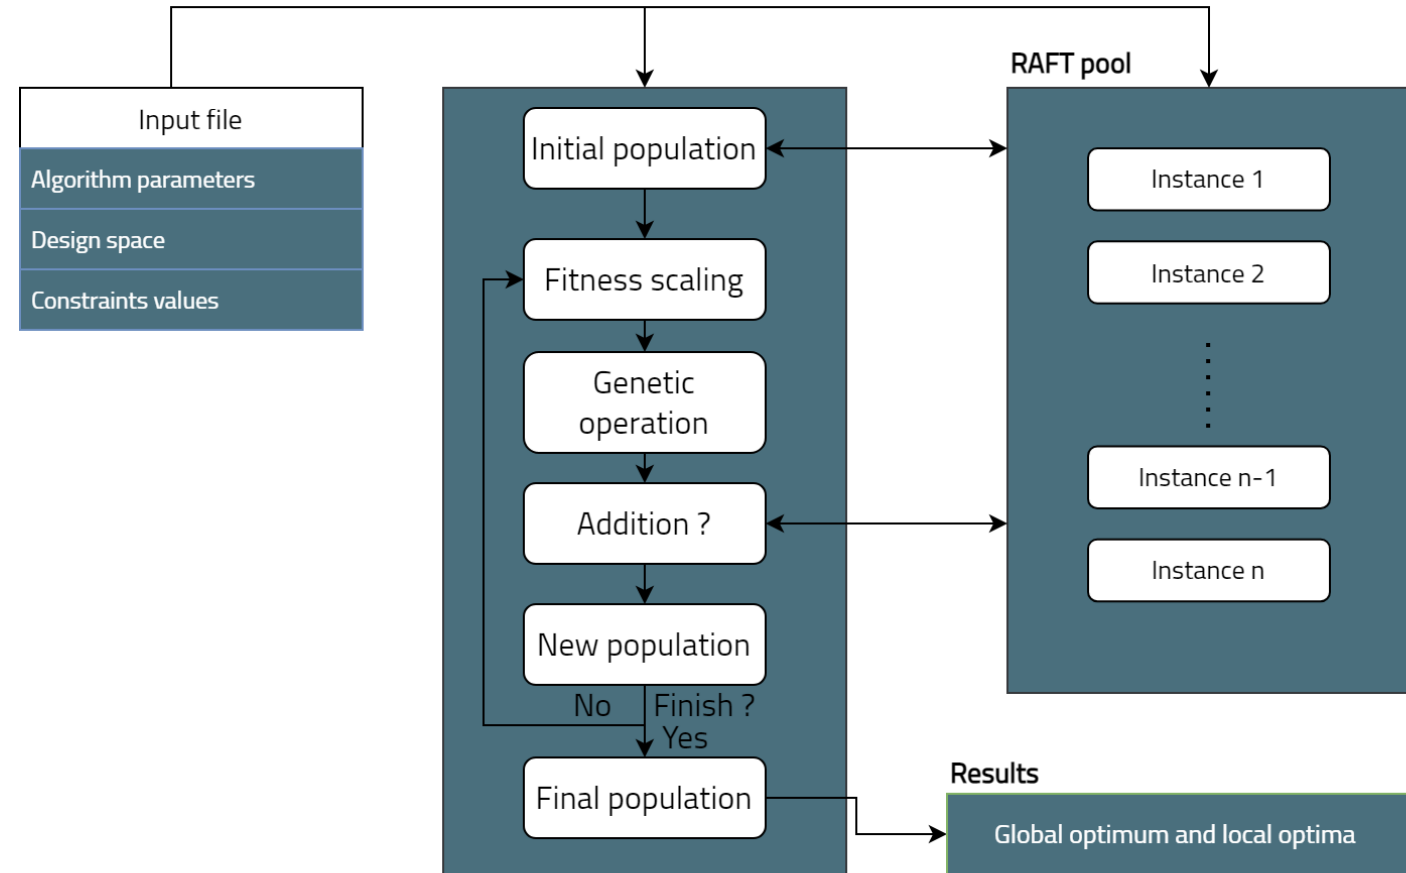 Input file
Algorithm parameters
Design space
Constraints values
Initial population
Fitness scaling
Genetic
operation
Addition ?
New population
No
Finish ?
Yes
Final population
RAFT pool
Instance 1
Instance 2
Instance n-1
Instance n
Results
Global optimum and local optima